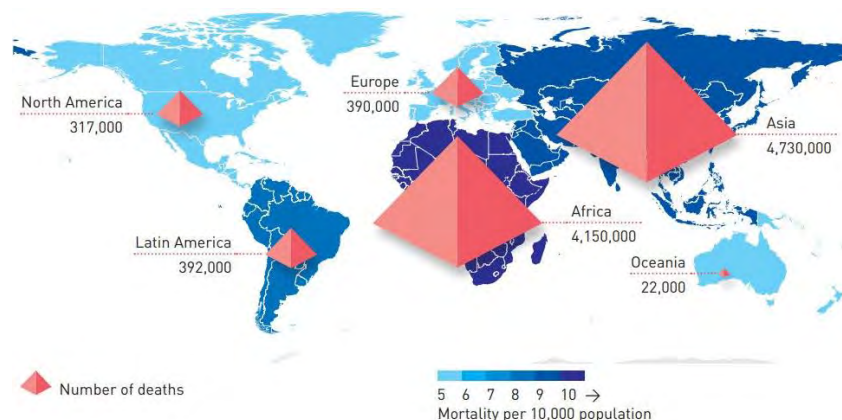 North America
317,000
Europe
390,000
Asia
4,730,000
Africa
4,150,000
Latin America
392,000
Oceania
22,000
Number of deaths
5 6 7 8 9 10 →
Mortality per 10,000 population